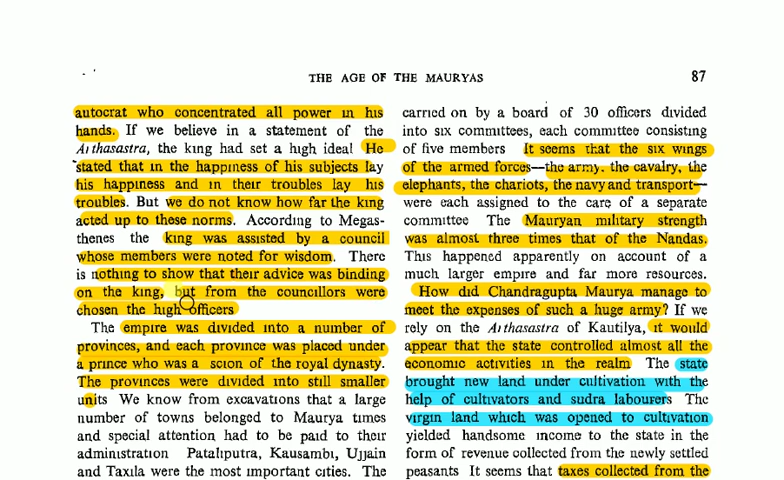 THE AGE OF THE MAURYAS
87
autocrat who concentrated all power in his
hands. If we believe in a statement of the
Arthasastra, the king had set a high ideal He
stated that in the happiness of his subjects lay
his happiness and in their troubles lay his
troubles. But we do not know how far the king
acted up to these norms. According to Megas-
thenes the king was assisted by a council
whose members were noted for wisdom. There
is nothing to show that their advice was binding
on the king, but from the councillors were
chosen the high officers
The empire was divided into a number of
provinces, and each province was placed under
a prince who was a scion of the royal dynasty.
The provinces were divided into still smaller
units We know from excavations that a large
number of towns belonged to Maurya times
and special attention had to be paid to their
administration Pataliputra, Kausambi, Ujjain
and Taxila were the most important cities. The
carried on by a board of 30 officers divided
into six committees, each committee consisting
of five members It seems that the six wings
of the armed forces—the army, the cavalry, the
elephants, the chariots, the navy and transport—
were each assigned to the care of a separate
committee The Mauryan military strength
was almost three times that of the Nandas.
This happened apparently on account of a
much larger empire and far more resources.
How did Chandragupta Maurya manage to
meet the expenses of such a huge army? If we
rely on the Arthasastra of Kautilya, it would
appear that the state controlled almost all the
economic activities in the realm The state
brought new land under cultivation with the
help of cultivators and sudra labourers The
virgin land which was opened to cultivation
yielded handsome income to the state in the
form of revenue collected from the newly settled
peasants It seems that taxes collected from the